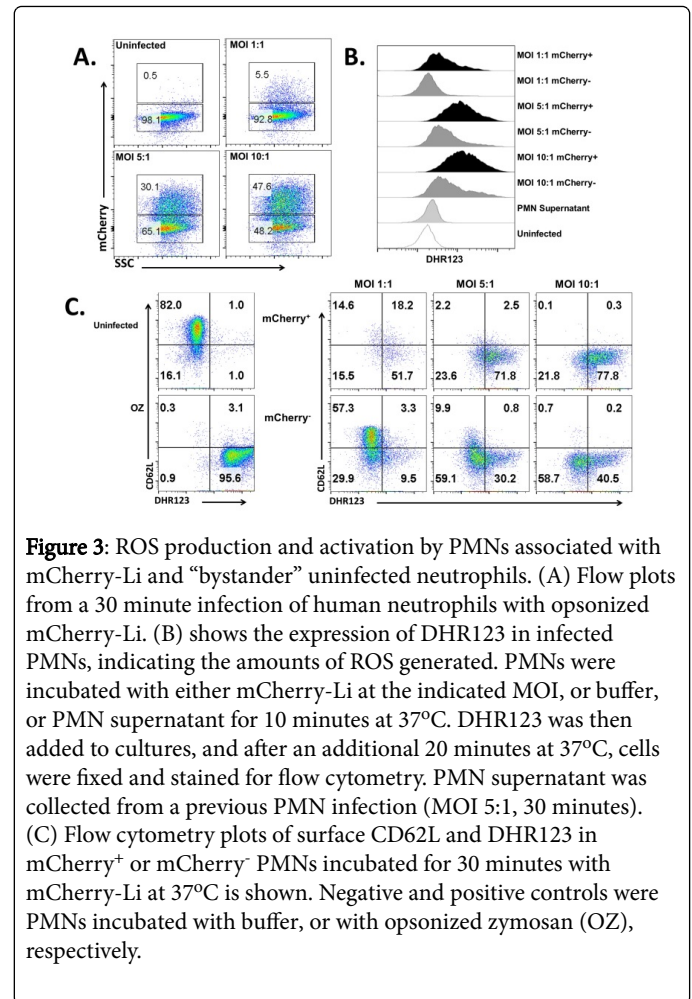 A.
Uninfected
MOI 1:1
0.5
5.5
98.1
92.8
MOI 5:1
MOI 10:1
30.1
47.6
65.1
48.2
mCherry
SSC
B.
MOI 1:1 mCherry+
MOI 1:1 mCherry-
MOI 5:1 mCherry+
MOI 5:1 mCherry-
MOI 10:1 mCherry+
MOI 10:1 mCherry-
PMN Supernatant
Uninfected
DHR123
C.
Uninfected
82.0 1.0
16.1 1.0
OZ
0.3 3.1
0.9 95.6
CD62L
DHR123
MOI 1:1 MOI 5:1 MOI 10:1
mCherry+
14.6 18.2 2.2 2.5 0.1 0.3
15.5 51.7 23.6 71.8 21.8 77.8
mCherry-
57.3 3.3 9.9 0.8 0.7 0.2
29.9 9.5 59.1 30.2 58.7 40.5
CD62L
DHR123
Figure 3: ROS production and activation by PMNs associated with
mCherry-Li and “bystander” uninfected neutrophils. (A) Flow plots
from a 30 minute infection of human neutrophils with opsonized
mCherry-Li. (B) shows the expression of DHR123 in infected
PMNs, indicating the amounts of ROS generated. PMNs were
incubated with either mCherry-Li at the indicated MOI, or buffer,
or PMN supernatant for 10 minutes at 37ºC. DHR123 was then
added to cultures, and after an additional 20 minutes at 37ºC, cells
were fixed and stained for flow cytometry. PMN supernatant was
collected from a previous PMN infection (MOI 5:1, 30 minutes).
(C) Flow cytometry plots of surface CD62L and DHR123 in
mCherry+ or mCherry- PMNs incubated for 30 minutes with
mCherry-Li at 37ºC is shown. Negative and positive controls were
PMNs incubated with buffer, or with opsonized zymosan (OZ),
respectively.